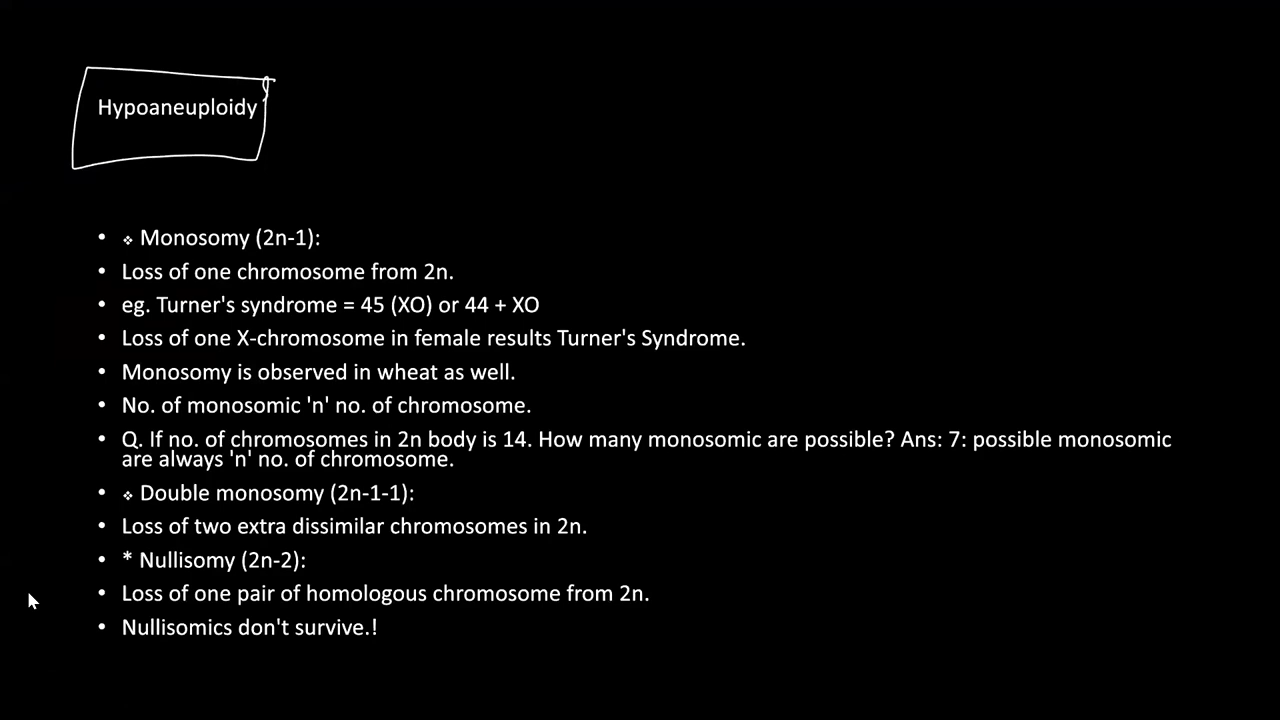 Hypoaneuploidy
• ❖ Monosomy (2n-1):
• Loss of one chromosome from 2n.
• eg. Turner's syndrome = 45 (XO) or 44 + XO
• Loss of one X-chromosome in female results Turner's Syndrome.
• Monosomy is observed in wheat as well.
• No. of monosomic 'n' no. of chromosome.
• Q. If no. of chromosomes in 2n body is 14. How many monosomic are possible? Ans: 7: possible monosomic
are always 'n' no. of chromosome.
• ❖ Double monosomy (2n-1-1):
• Loss of two extra dissimilar chromosomes in 2n.
• * Nullisomy (2n-2):
• Loss of one pair of homologous chromosome from 2n.
• Nullisomics don't survive.!